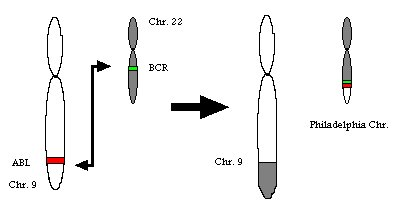 Chr. 22
BCR
ABL
Chr. 9
Chr. 9
Philadelphia Chr.